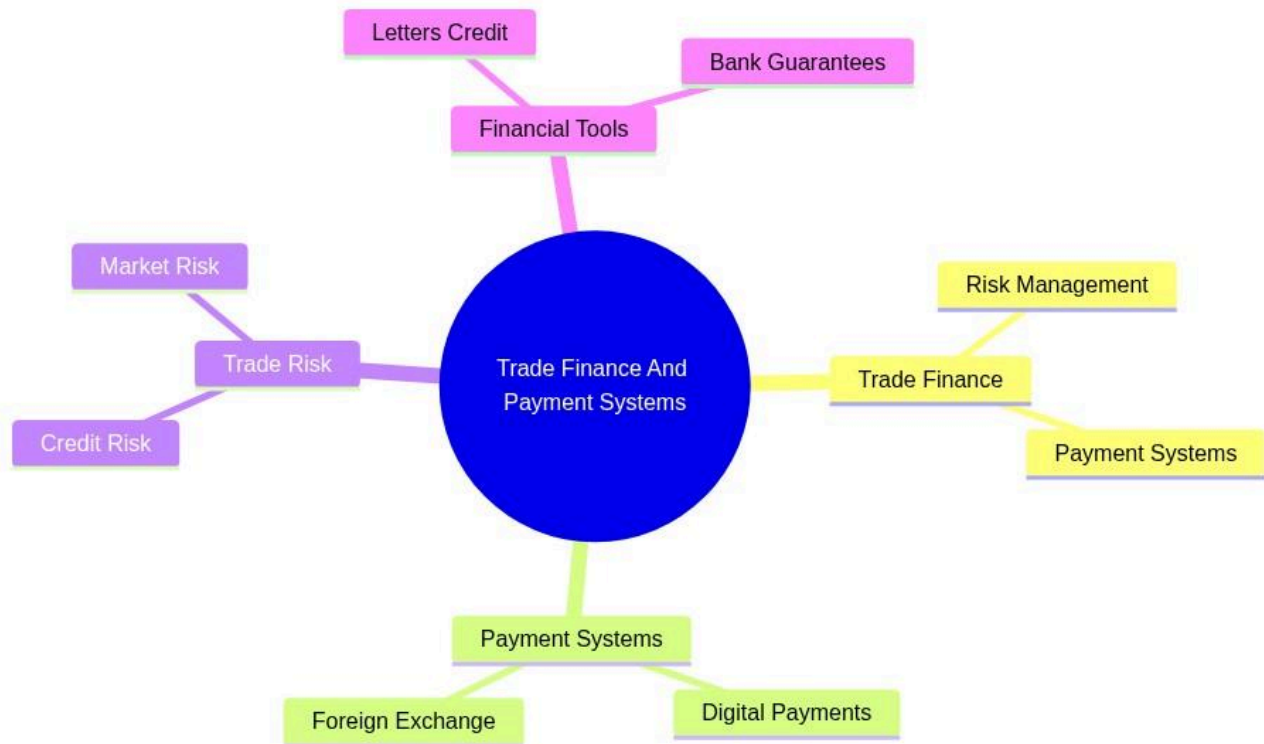 Letters Credit
Bank Guarantees
Financial Tools
Market Risk
Risk Management
Trade Risk
Trade Finance And
Payment Systems
Trade Finance
Credit Risk
Payment Systems
Payment Systems
Foreign Exchange
Digital Payments